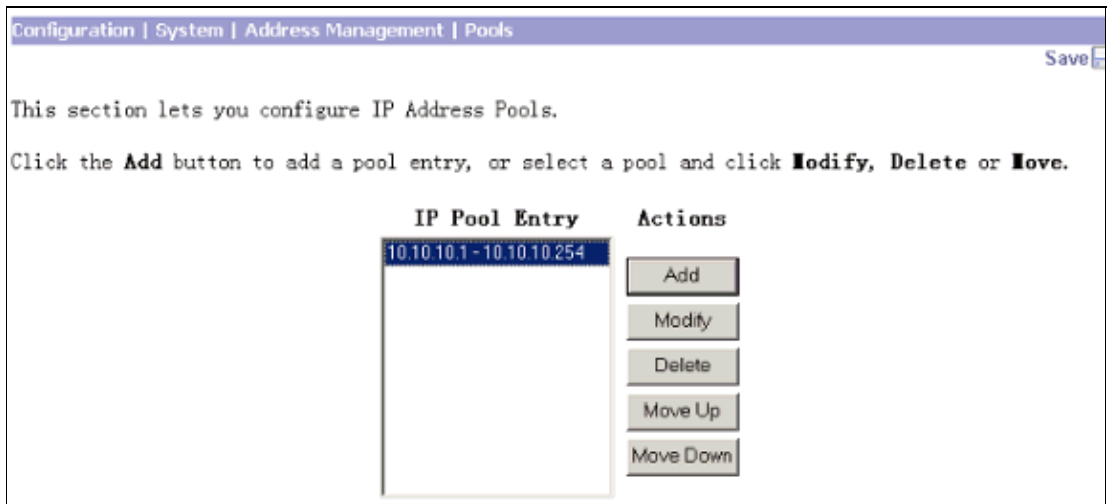 Configuration | System | Address Management | Pools
Save
This section lets you configure IP Address Pools.
Click the Add button to add a pool entry, or select a pool and click Modify, Delete or Move.
IP Pool Entry
Actions
10.10.10.1 - 10.10.10.254
Add
Modify
Delete
Move Up
Move Down